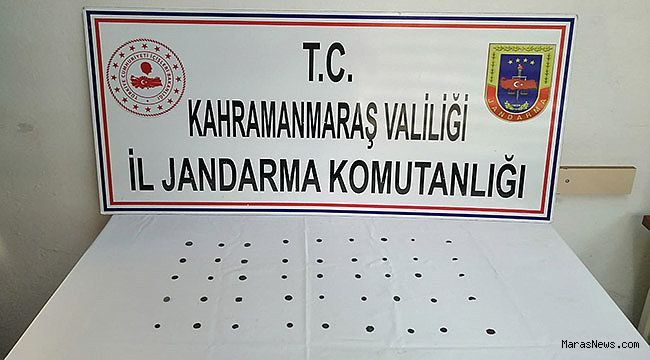 T.C.
KAHRAMANMARAŞ VALİLİĞİ
İL JANDARMA KOMUTANLIĞI
JANDARMA
MarasNews.com